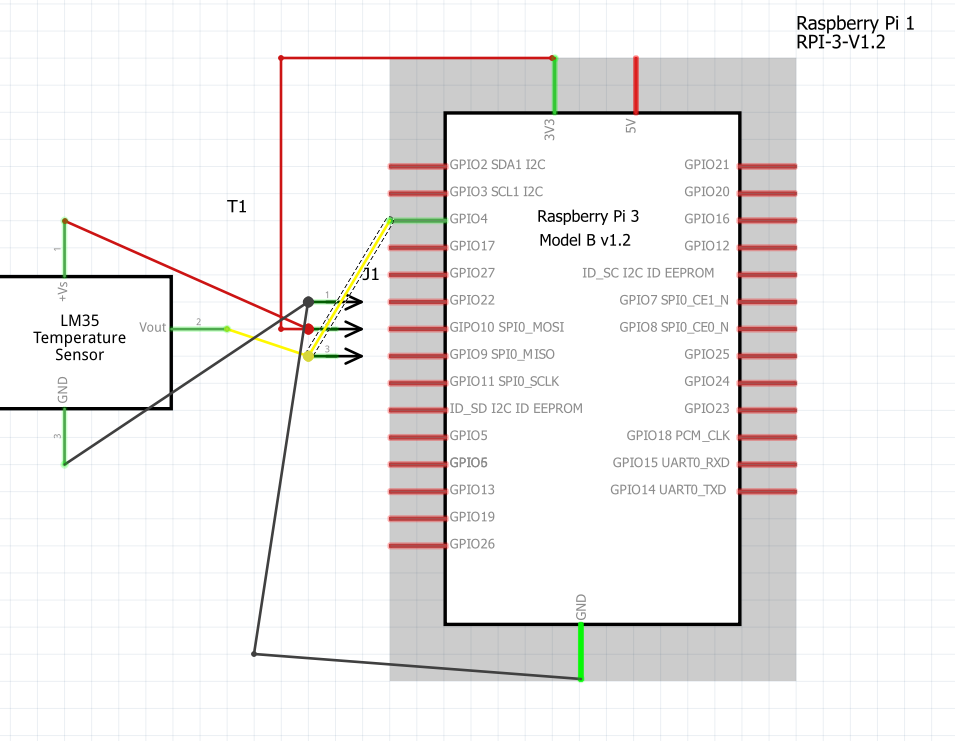 Raspberry Pi 1
RPI-3-V1.2
3V3
5V
GPIO2 SDA1 I2C
GPIO21
GPIO3 SCL1 I2C
GPIO20
T1
GPIO4
Raspberry Pi 3
GPIO16
Model B v1.2
GPIO17
GPIO12
1
J1
GPIO27
ID_SC I2C ID EEPROM
+Vs
1
GPIO22
GPIO7 SPI0_CE1_N
LM35
Temperature
Sensor
Vout
2
GIPO10 SPI0_MOSI
GPIO8 SPI0_CE0_N
3
GPIO9 SPI0_MISO
GPIO25
GND
GPIO11 SPI0_SCLK
GPIO24
ID_SD I2C ID EEPROM
GPIO23
3
GPIO5
GPIO18 PCM_CLK
GPIO6
GPIO15 UART0_RXD
GPIO13
GPIO14 UART0_TXD
GPIO19
GPIO26
GND